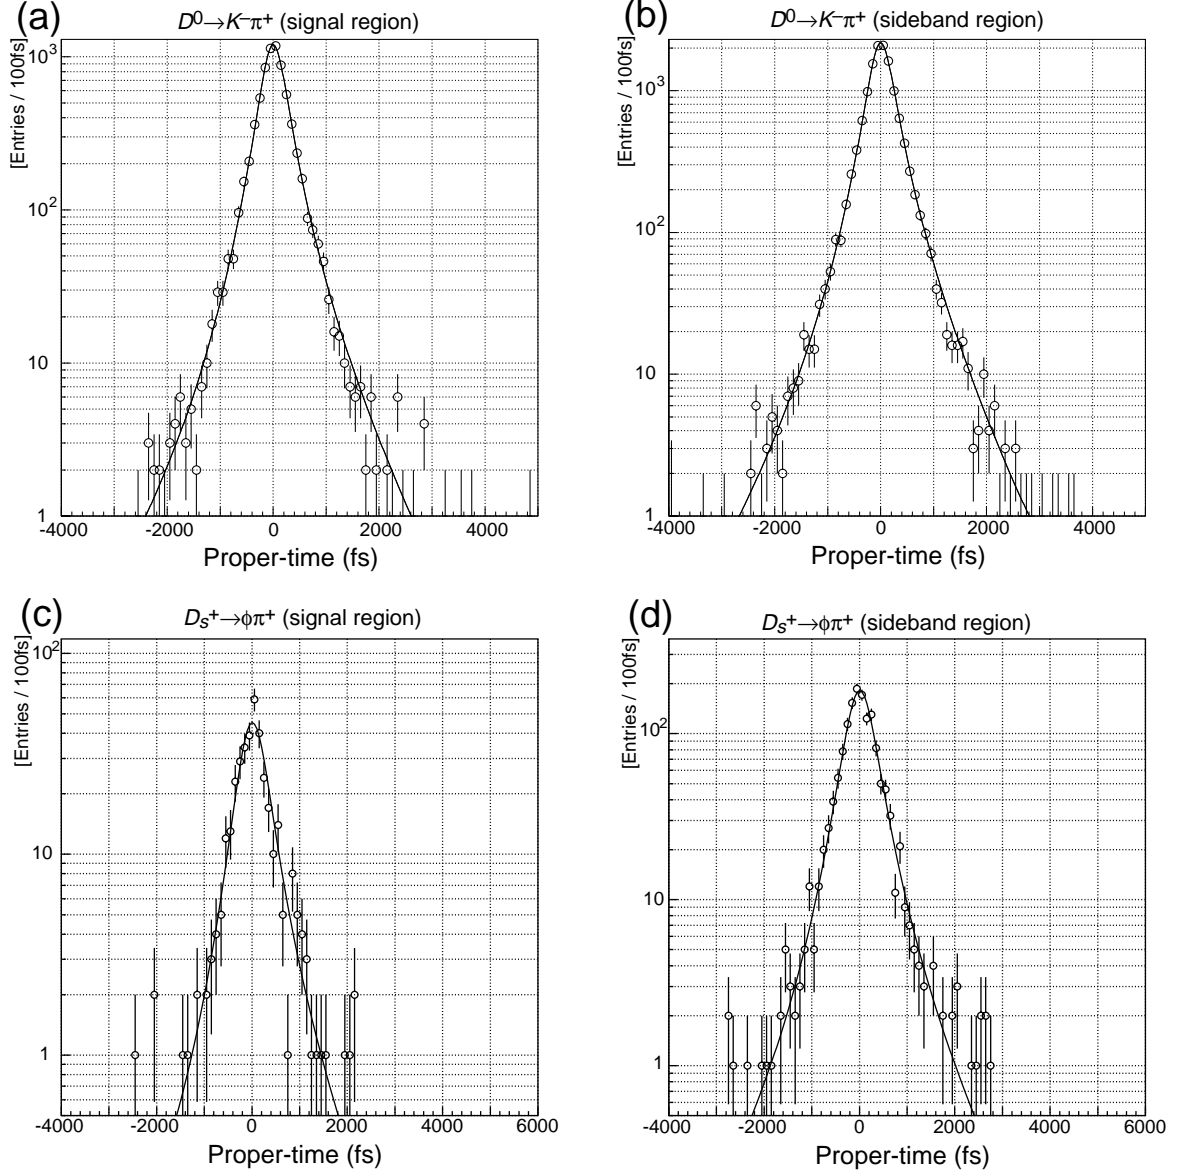 (a)
D⁰→K⁻π⁺ (signal region)
[Entries / 100fs]
10³
10²
10
1
-4000 -2000 0 2000 4000
Proper-time (fs)
(b)
D⁰→K⁻π⁺ (sideband region)
[Entries / 100fs]
10³
10²
10
1
-4000 -2000 0 2000 4000
Proper-time (fs)
(c)
Dₛ⁺→ϕπ⁺ (signal region)
[Entries / 100fs]
10²
10
1
-4000 -2000 0 2000 4000 6000
Proper-time (fs)
(d)
Dₛ⁺→ϕπ⁺ (sideband region)
[Entries / 100fs]
10²
10
1
-4000 -2000 0 2000 4000 6000
Proper-time (fs)